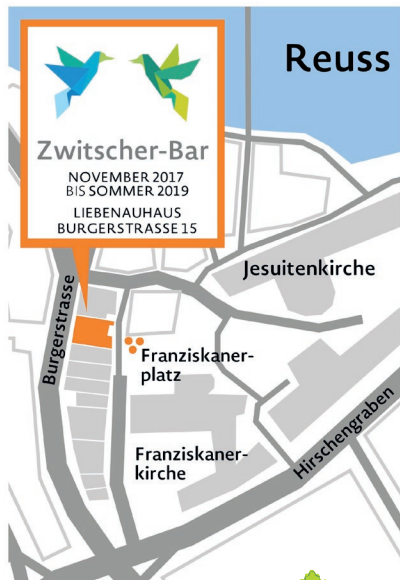 Reuss
Zwitscher-Bar
NOVEMBER 2017
BIS SOMMER 2019
LIEBENAUHAUS
BURGERSTRASSE 15
Jesuitenkirche
Burgerstrasse
Franziskaner-
platz
Hirschengraben
Franziskaner-
kirche